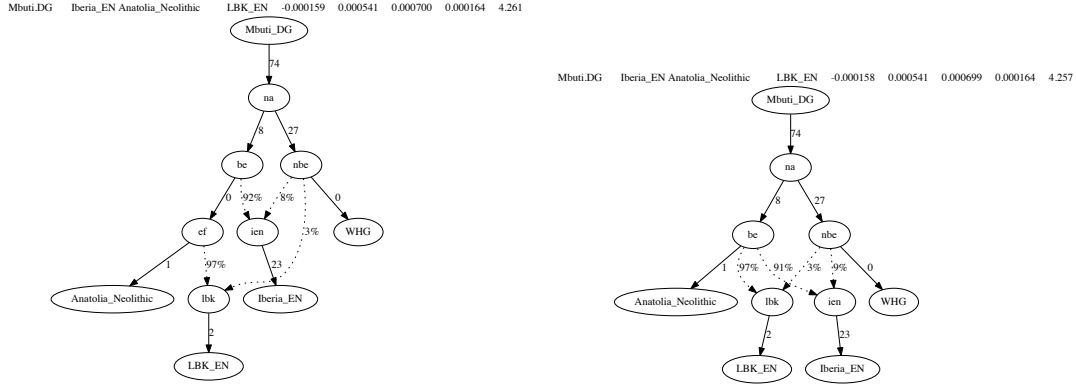 Mbuti.DG Iberia_EN Anatolia_Neolithic LBK_EN -0.000159 0.000541 0.000700 0.000164 4.261
Mbuti_DG
74
na
8 27
be nbe
0 92% 8% 0
ef ien 3% WHG
1 97% 23
Anatolia_Neolithic lbk Iberia_EN
2
LBK_EN
Mbuti.DG Iberia_EN Anatolia_Neolithic LBK_EN -0.000158 0.000541 0.000699 0.000164 4.257
Mbuti_DG
74
na
8 27
be nbe
1 97% 91% 3% 9% 0
Anatolia_Neolithic lbk ien WHG
2 23
LBK_EN Iberia_EN